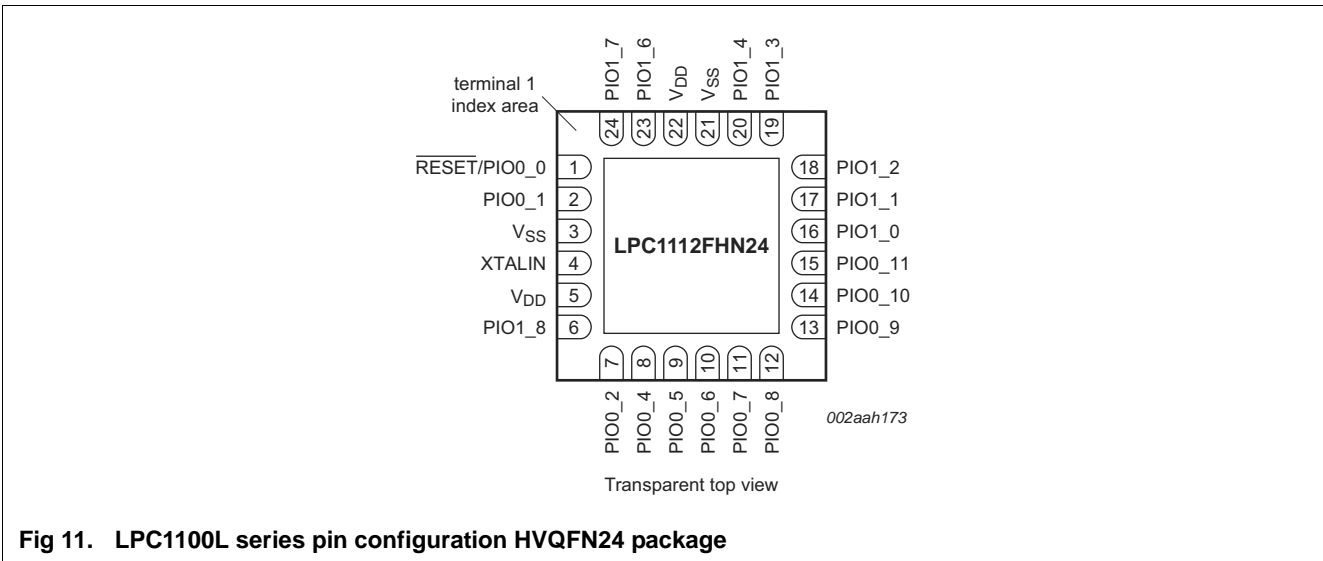 PIO1_7
PIO1_6
VDD
VSS
PIO1_4
PIO1_3
terminal 1
index area
24
23
22
21
20
19
RESET/PIO0_0 1
PIO0_1 2
VSS 3
XTALIN 4
VDD 5
PIO1_8 6
LPC1112FHN24
18 PIO1_2
17 PIO1_1
16 PIO1_0
15 PIO0_11
14 PIO0_10
13 PIO0_9
7
8
9
10
11
12
PIO0_2
PIO0_4
PIO0_5
PIO0_6
PIO0_7
PIO0_8
002aah173
Transparent top view
Fig 11. LPC1100L series pin configuration HVQFN24 package